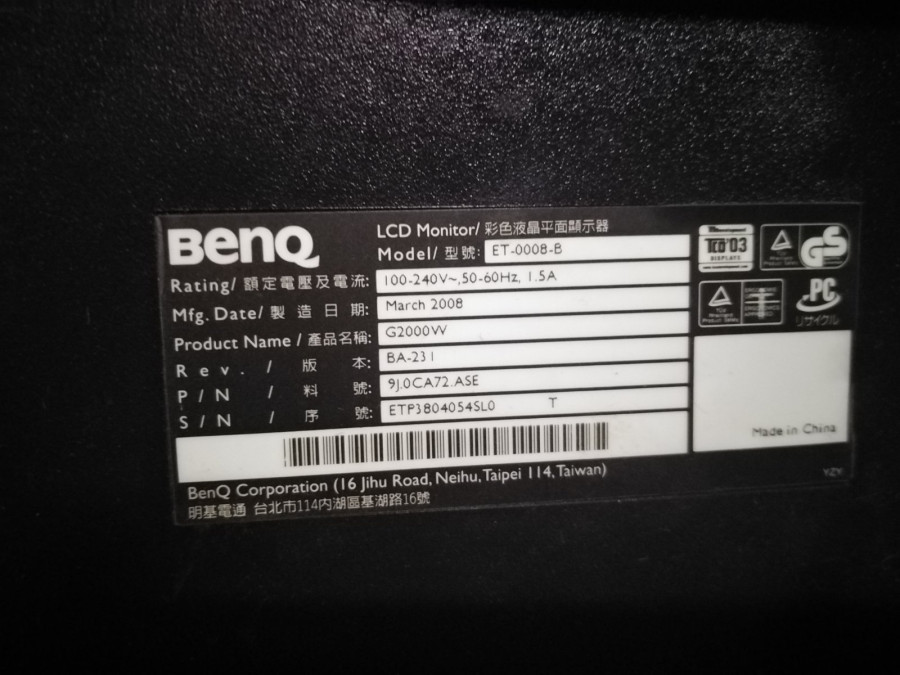 BenQ
LCD Monitor/ 彩色液晶平面顯示器
Model/ 型號: ET-0008-B
Rating/ 額定電壓及電流: 100-240V~,50-60Hz, 1.5A
Mfg. Date/ 製造日期: March 2008
Product Name / 產品名稱: G2000W
Rev. / 版本: BA-231
P/N / 料號: 9J.0CA72.ASE
S/N / 序號: ETP3804054SL0 T
BenQ Corporation (16 Jihu Road, Neihu, Taipei 114, Taiwan)
明基電通 台北市114內湖區基湖路16號
TCO'03
DISPLAYS
GS
PC
リサイクル
Made in China
YZY